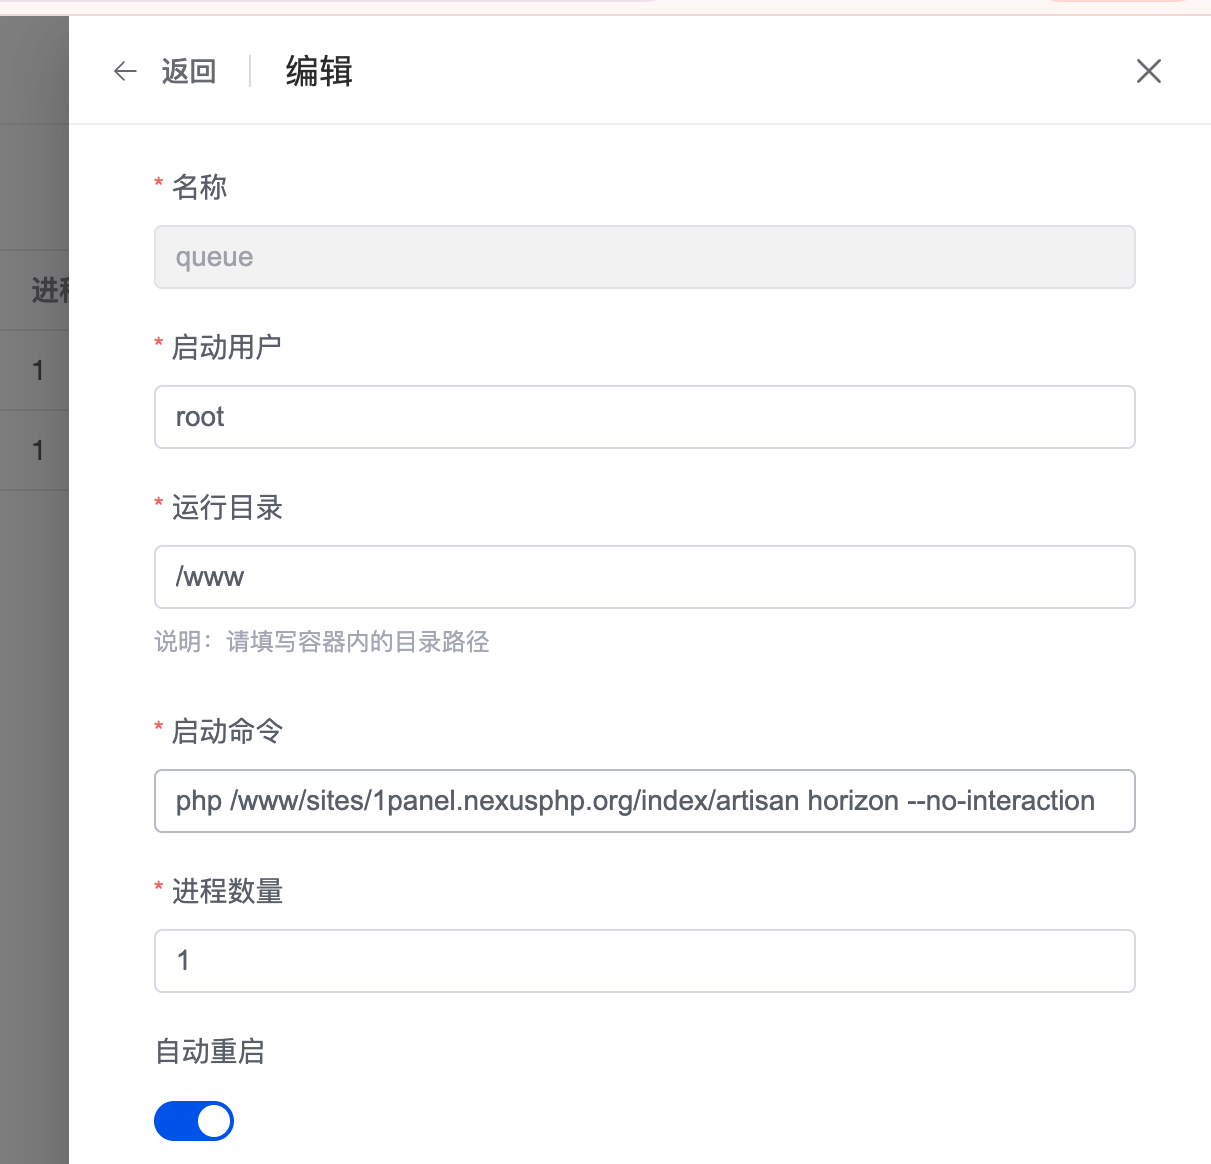 返回
编辑
* 名称
queue
进程
* 启动用户
root
1
1
* 运行目录
/www
说明：请填写容器内的目录路径
* 启动命令
php /www/sites/1panel.nexusphp.org/index/artisan horizon --no-interaction
* 进程数量
1
自动重启